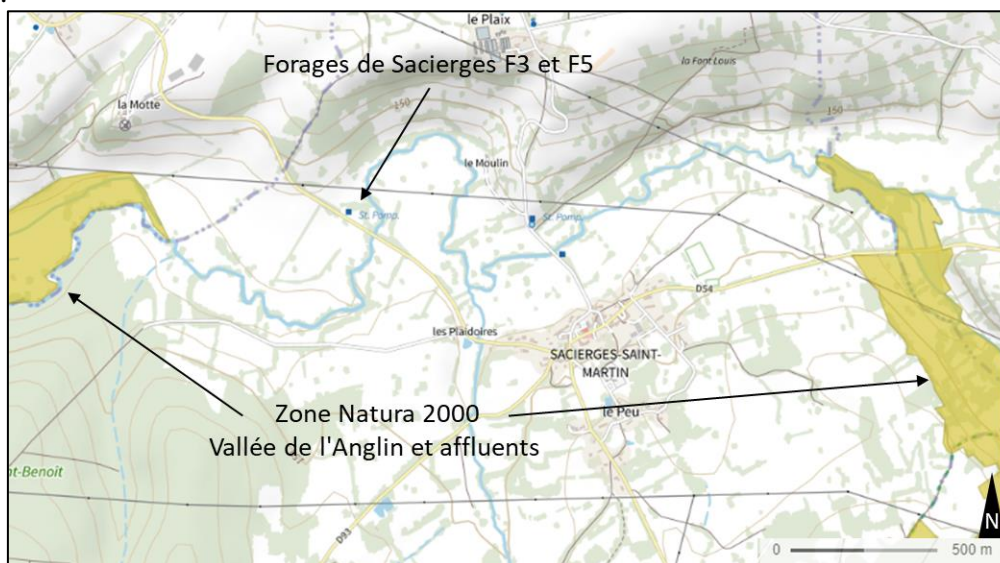 le Plaix
Forages de Sacierges F3 et F5
la Font Louis
la Motte
150
150
le Moulin
St. Pomp.
St. Pomp.
D54
les Plaidoires
SACIERGES-SAINT-
MARTIN
Zone Natura 2000
le Peu
Vallée de l'Anglin et affluents
nt-Benoit
D93
N
0 500 m